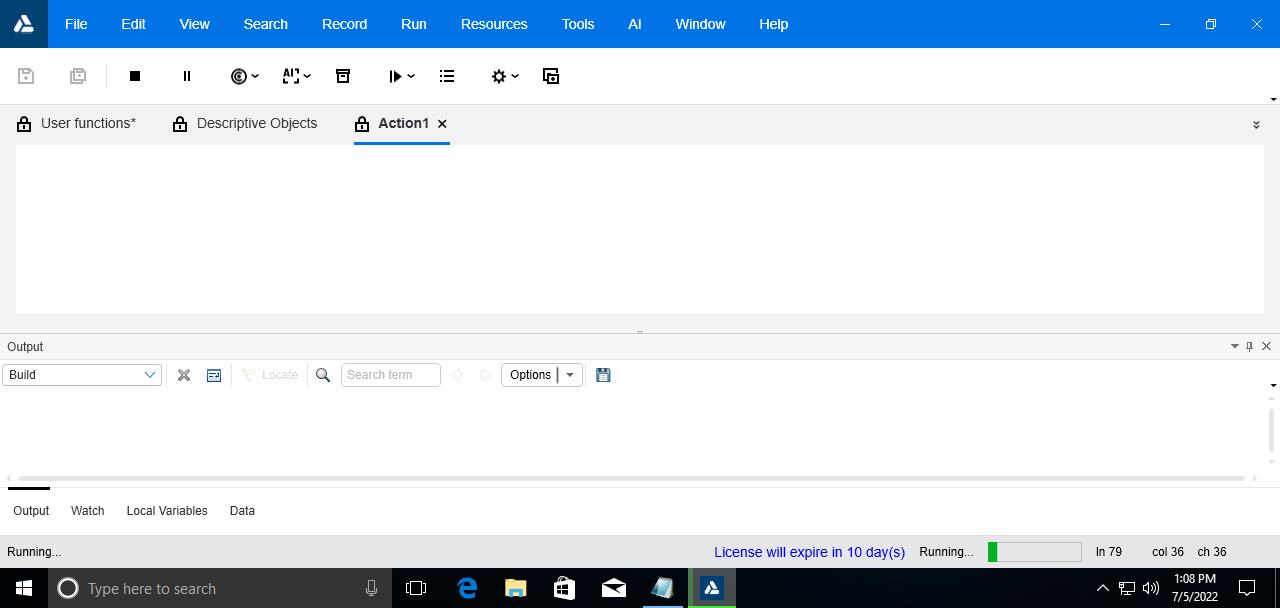 File Edit View Search Record Run Resources Tools AI Window Help
AI
User functions* Descriptive Objects Action1
Output
Build Locate Search term Options
Output Watch Local Variables Data
Running... License will expire in 10 day(s) Running... ln 79 col 36 ch 36
Type here to search
1:08 PM
7/5/2022